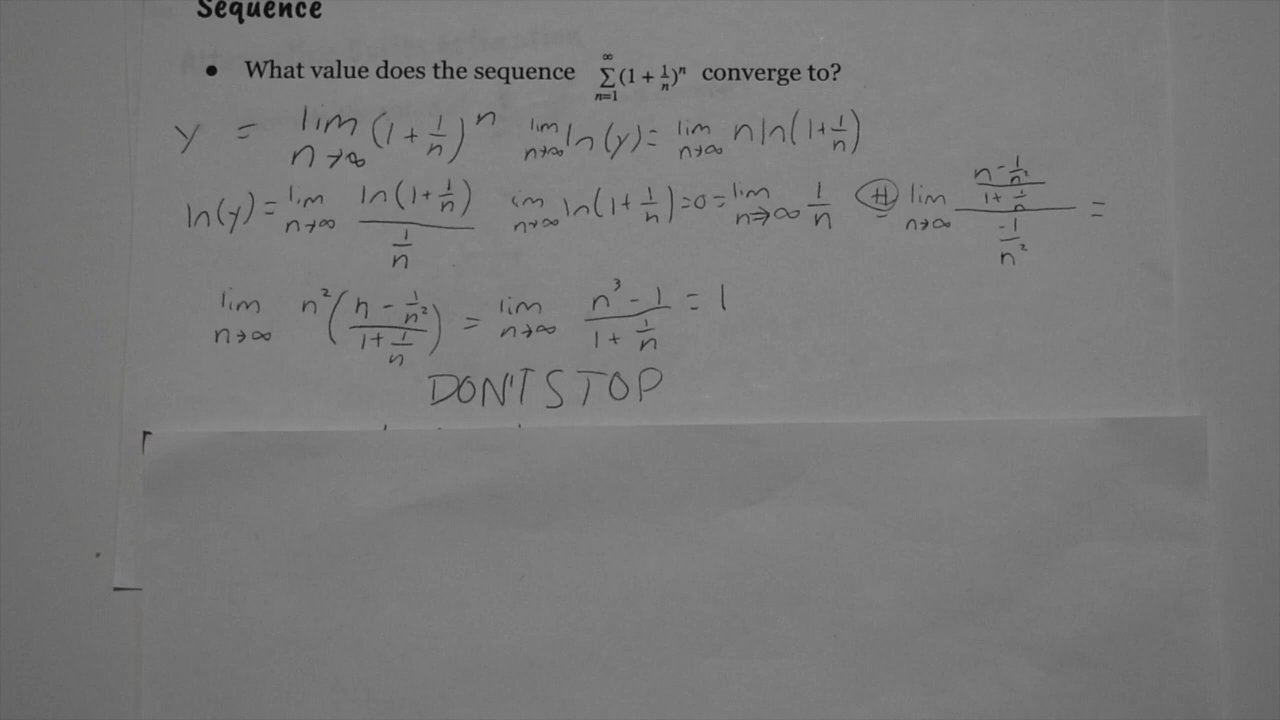 Sequence
• What value does the sequence ∑_{n=1}^{∞} (1 + 1/n)^n converge to?
y = lim_{n→∞} (1 + 1/n)^n lim_{n→∞} ln(y) = lim_{n→∞} n ln(1 + 1/n)
ln(y) = lim_{n→∞} ln(1 + 1/n) / (1/n) lim_{n→∞} ln(1 + 1/n) = 0 = lim_{n→∞} 1/n Ⓗ = lim_{n→∞} ((n - 1/n²) / (1 + 1/n)) / (-1/n²) =
lim_{n→∞} n² ((n - 1/n²) / (1 + 1/n)) = lim_{n→∞} (n³ - 1) / (1 + 1/n) = 1
DON'T STOP